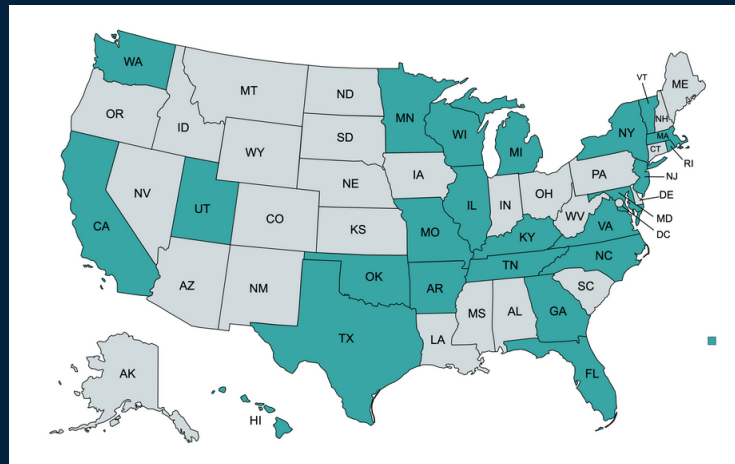 WA
MT
ND
MN
VT
ME
OR
ID
SD
WI
MI
NY
NH
MA
CT
RI
WY
IA
PA
NJ
NE
IL
IN
OH
DE
NV
UT
CO
KS
MO
WV
VA
MD
DC
CA
KY
NC
AZ
NM
OK
AR
TN
SC
TX
MS
AL
GA
LA
FL
AK
HI